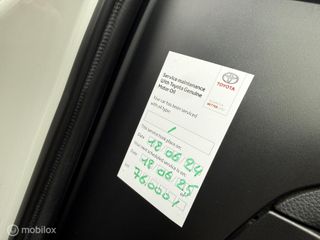 Service maintenance
with Toyota Genuine
Motor Oil
TOYOTA
Your car has been serviced
with oil type:
/
This service took place on:
Date 18 06 24
Your next scheduled service is on:
Date 18 06 25
76.000 /
mobilox